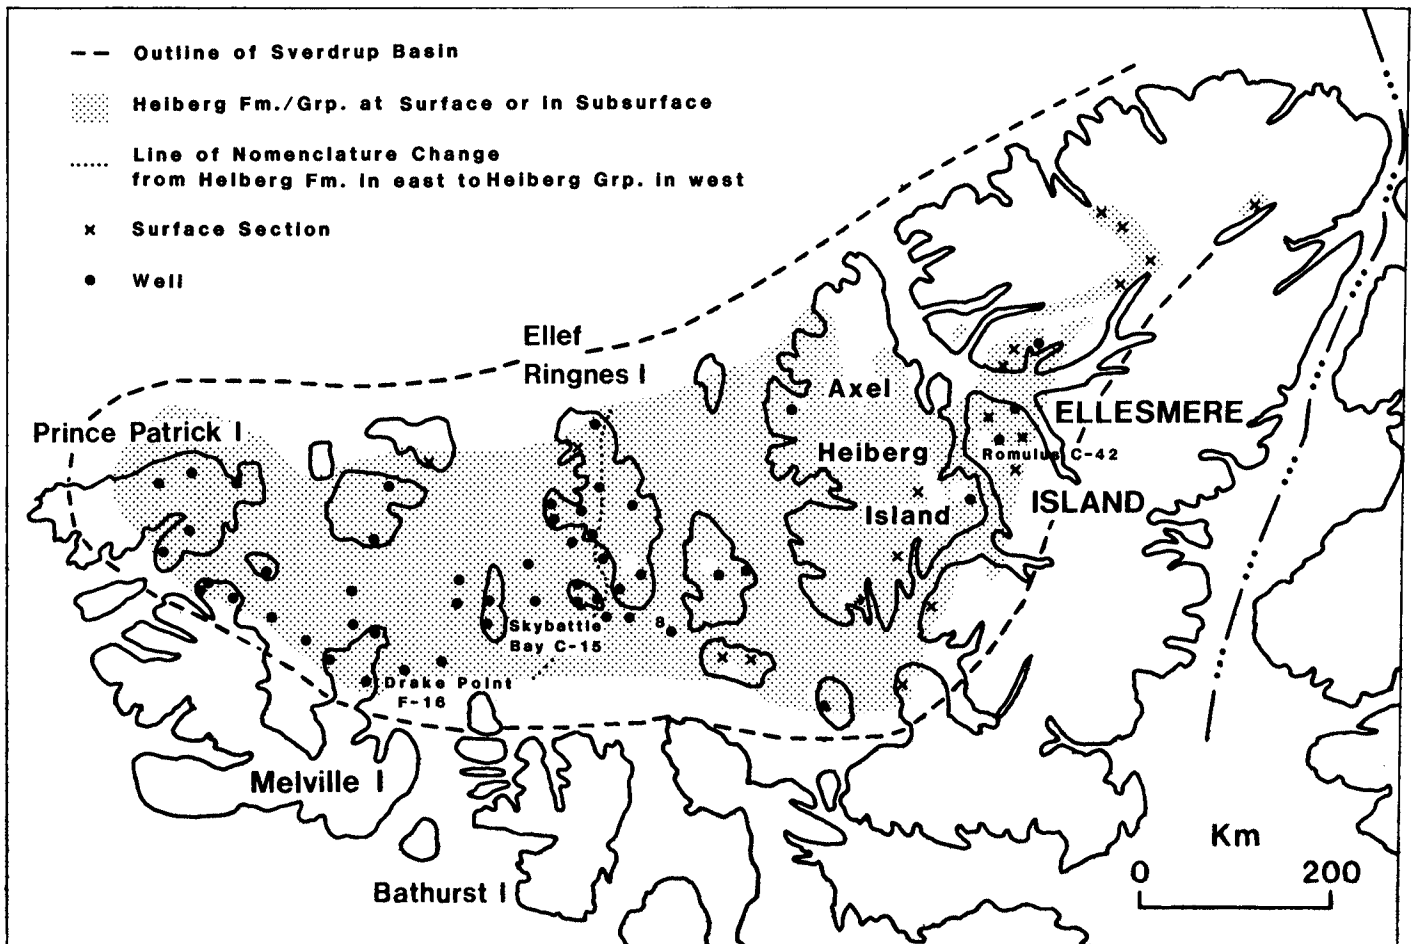 Outline of Sverdrup Basin
Heiberg Fm./Grp. at Surface or in Subsurface
Line of Nomenclature Change
from Heiberg Fm. in east to Heiberg Grp. in west
x Surface Section
Well
Ellef
Ringnes I
Prince Patrick I
Axel
Heiberg
Island
ELLESMERE
Romulus C-42
ISLAND
8
Skybattle
Bay C-15
Drake Point
F-16
Melville I
Bathurst I
Km
0 200